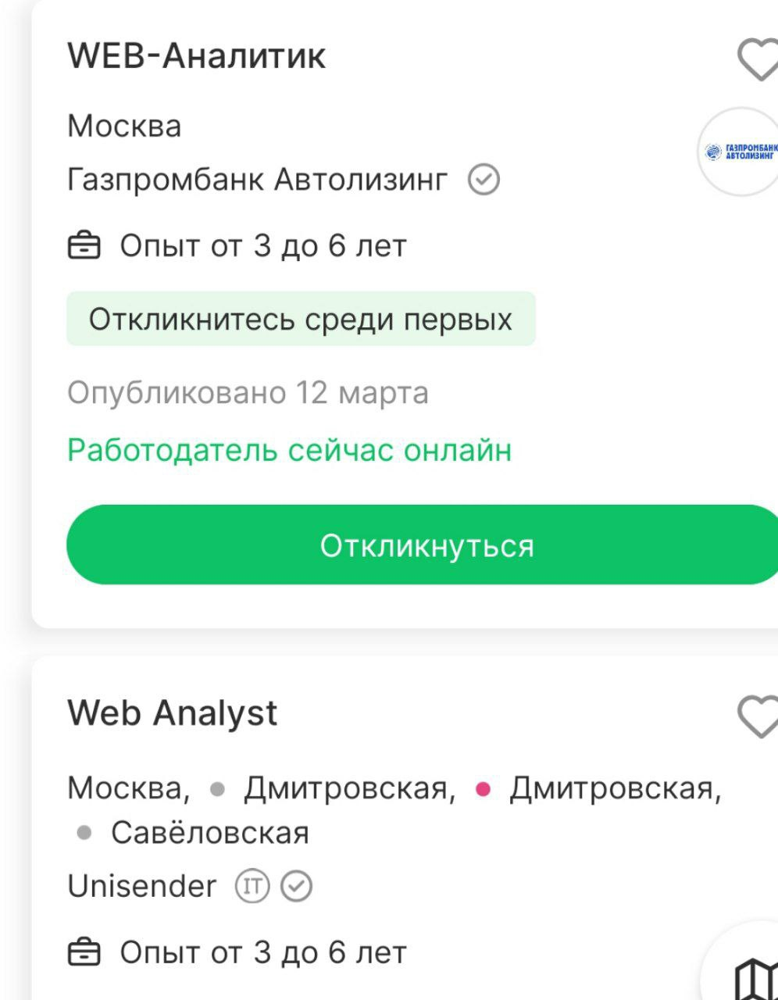 WEB-Аналитик
Москва
Газпромбанк Автолизинг
ГАЗПРОМБАНК
АВТОЛИЗИНГ
Опыт от 3 до 6 лет
Откликнитесь среди первых
Опубликовано 12 марта
Работодатель сейчас онлайн
Откликнуться
Web Analyst
Москва, Дмитровская, Дмитровская,
Савёловская
Unisender IT
Опыт от 3 до 6 лет